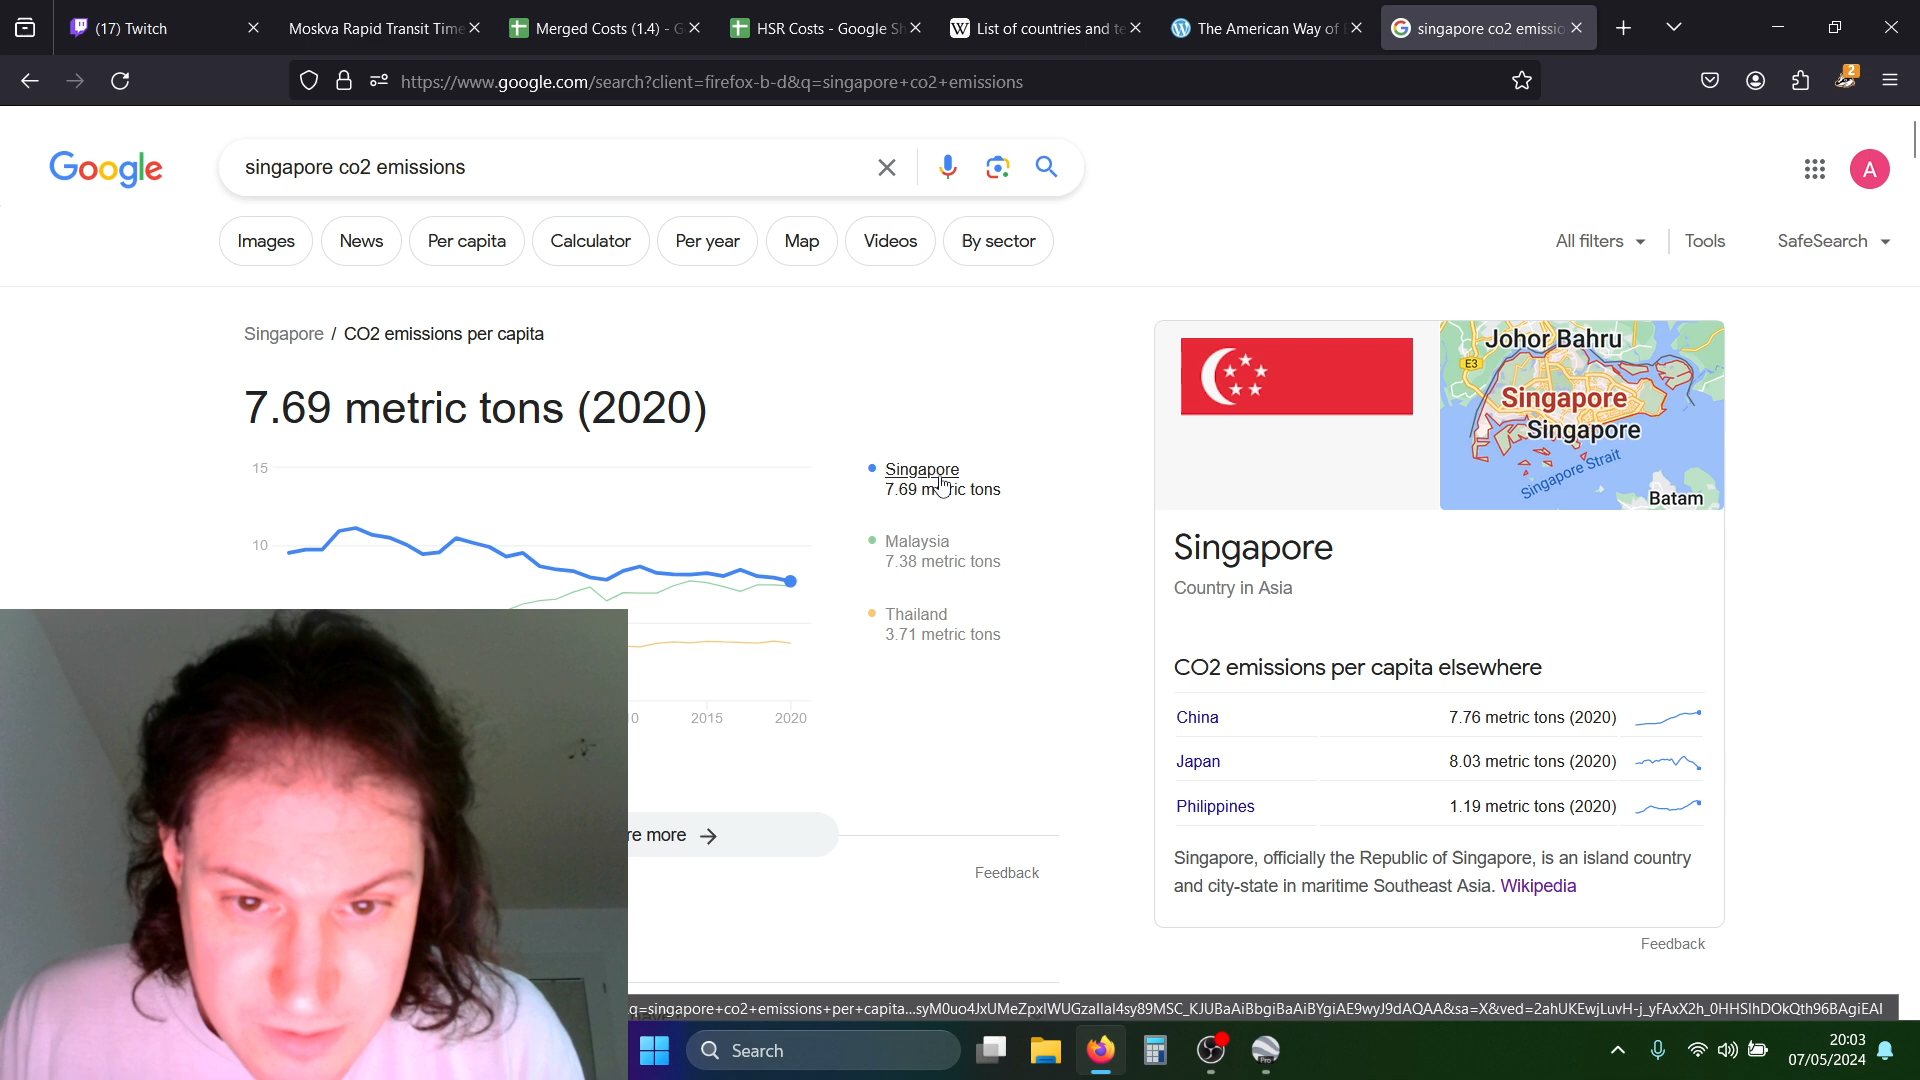 (17) Twitch
Moskva Rapid Transit Time
Merged Costs (1.4) - G
HSR Costs - Google Sh
List of countries and te
The American Way of
singapore co2 emissio
https://www.google.com/search?client=firefox-b-d&q=singapore+co2+emissions
2
Google
singapore co2 emissions
A
Images
News
Per capita
Calculator
Per year
Map
Videos
By sector
All filters
Tools
SafeSearch
Singapore / CO2 emissions per capita
7.69 metric tons (2020)
15
10
0
2015
2020
Singapore
7.69 metric tons
Malaysia
7.38 metric tons
Thailand
3.71 metric tons
re more
Feedback
Johor Bahru
E3
Singapore
Singapore
Singapore Strait
Batam
Singapore
Country in Asia
CO2 emissions per capita elsewhere
China 7.76 metric tons (2020)
Japan 8.03 metric tons (2020)
Philippines 1.19 metric tons (2020)
Singapore, officially the Republic of Singapore, is an island country
and city-state in maritime Southeast Asia. Wikipedia
Feedback
q=singapore+co2+emissions+per+capita...syM0uo4JxUMeZpxlWUGzallal4sy89MSC_KJUBaAiBbgiBaAiBYgiAE9wyJ9dAQAA&sa=X&ved=2ahUKEwjLuvH-j_yFAxX2h_0HHSlhDOkQth96BAgiEAI
Search
Pro
20:03
07/05/2024